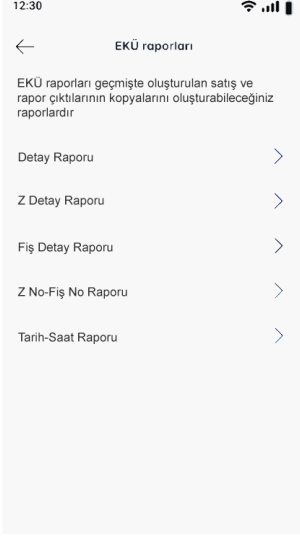 12:30
EKÜ raporları
EKÜ raporları geçmişte oluşturulan satış ve
rapor çıktılarının kopyalarını oluşturabileceğiniz
raporlardır
Detay Raporu
Z Detay Raporu
Fiş Detay Raporu
Z No-Fiş No Raporu
Tarih-Saat Raporu